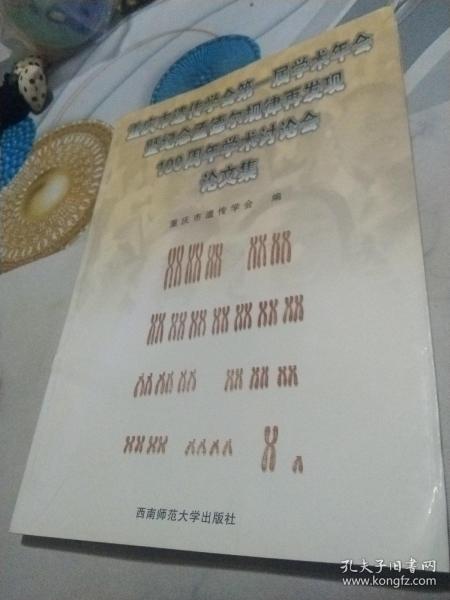 重庆市遗传学会第一届学术年会
暨纪念孟德尔规律再发现
100周年学术讨论会
论文集
重庆市遗传学会 编
西南师范大学出版社
孔夫子旧书网
www.kongfz.com